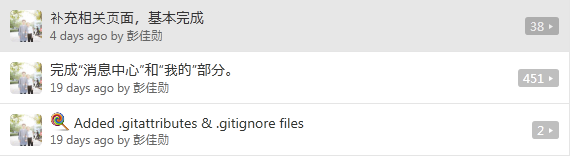 补充相关页面，基本完成
4 days ago by 彭佳勋
38
完成“消息中心”和“我的”部分。
19 days ago by 彭佳勋
451
Added .gitattributes & .gitignore files
19 days ago by 彭佳勋
2